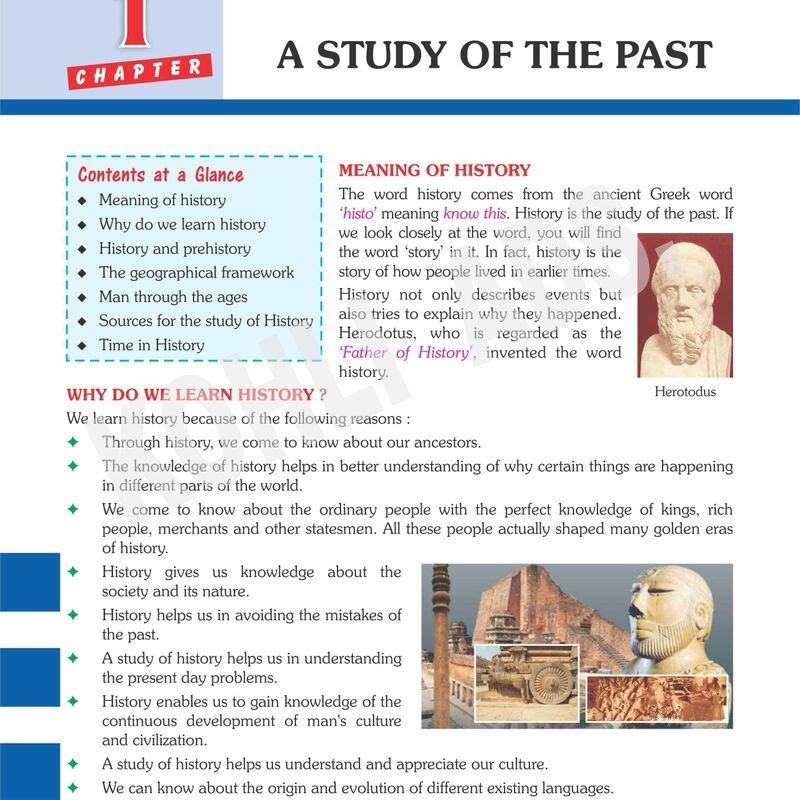 1
CHAPTER
A STUDY OF THE PAST
Contents at a Glance
◆ Meaning of history
◆ Why do we learn history
◆ History and prehistory
◆ The geographical framework
◆ Man through the ages
◆ Sources for the study of History
◆ Time in History
MEANING OF HISTORY
The word history comes from the ancient Greek word
'histo' meaning know this. History is the study of the past. If
we look closely at the word, you will find
the word 'story' in it. In fact, history is the
story of how people lived in earlier times.
History not only describes events but
also tries to explain why they happened.
Herodotus, who is regarded as the
'Father of History', invented the word
history.
Herotodus
WHY DO WE LEARN HISTORY ?
We learn history because of the following reasons :
✦ Through history, we come to know about our ancestors.
✦ The knowledge of history helps in better understanding of why certain things are happening
in different parts of the world.
✦ We come to know about the ordinary people with the perfect knowledge of kings, rich
people, merchants and other statesmen. All these people actually shaped many golden eras
of history.
✦ History gives us knowledge about the
society and its nature.
✦ History helps us in avoiding the mistakes of
the past.
✦ A study of history helps us in understanding
the present day problems.
✦ History enables us to gain knowledge of the
continuous development of man's culture
and civilization.
✦ A study of history helps us understand and appreciate our culture.
✦ We can know about the origin and evolution of different existing languages.